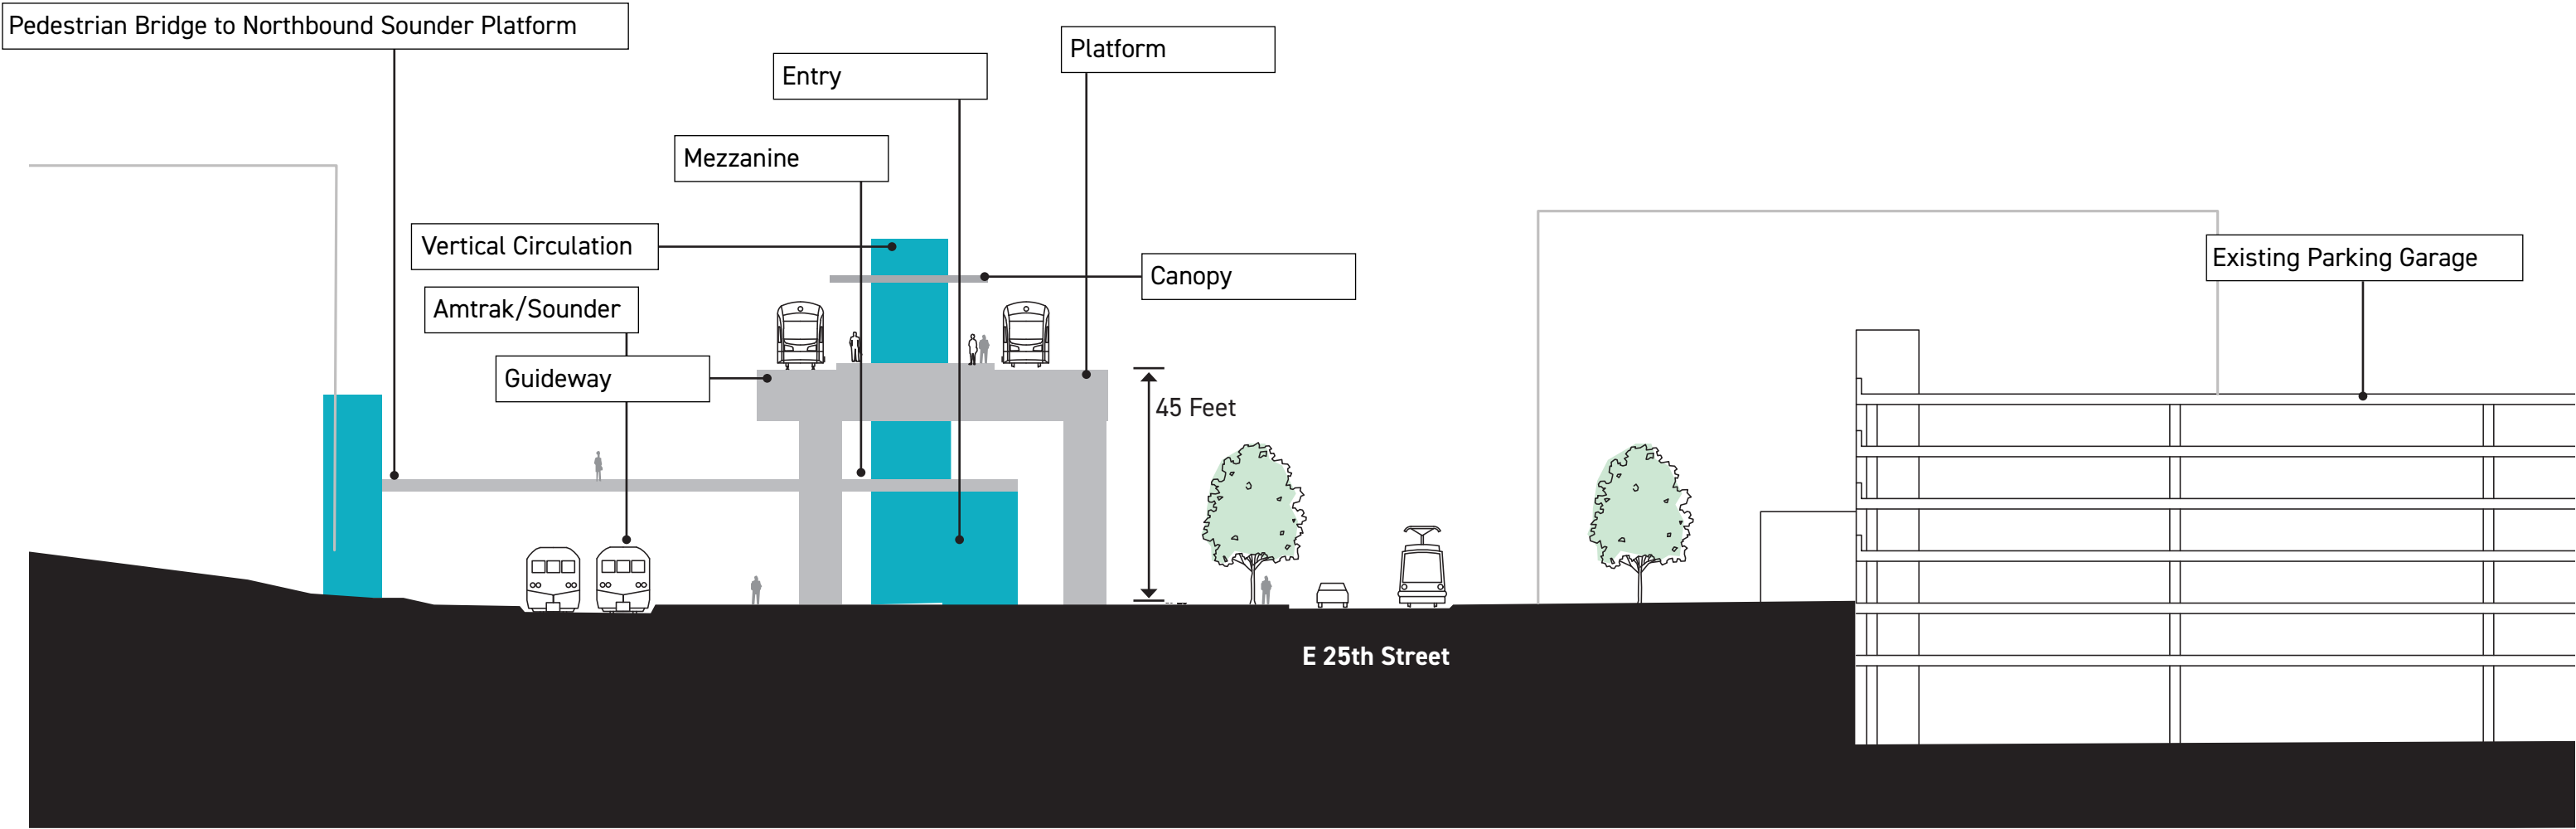 Pedestrian Bridge to Northbound Sounder Platform
Platform
Entry
Mezzanine
Vertical Circulation
Canopy
Existing Parking Garage
Amtrak/Sounder
Guideway
45 Feet
E 25th Street